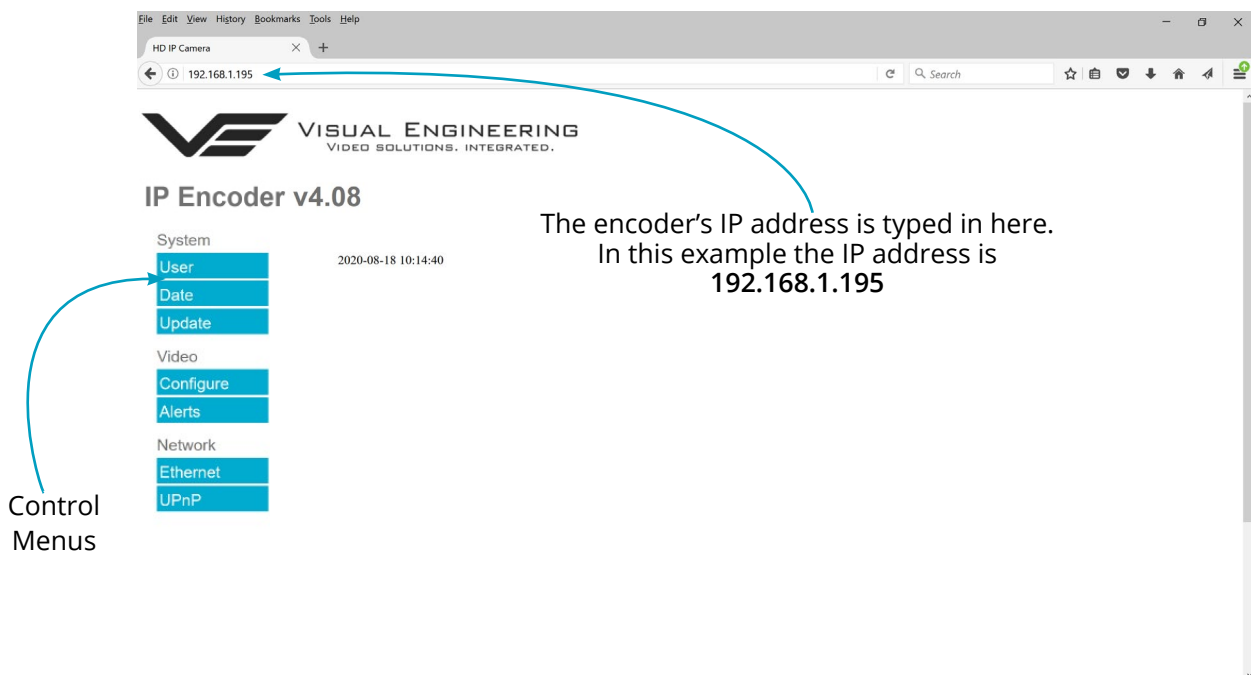 File Edit View History Bookmarks Tools Help
HD IP Camera
192.168.1.195
Search
VISUAL ENGINEERING
VIDEO SOLUTIONS. INTEGRATED.
IP Encoder v4.08
The encoder’s IP address is typed in here.
In this example the IP address is
192.168.1.195
System
User
2020-08-18 10:14:40
Date
Update
Video
Configure
Alerts
Network
Ethernet
UPnP
Control
Menus